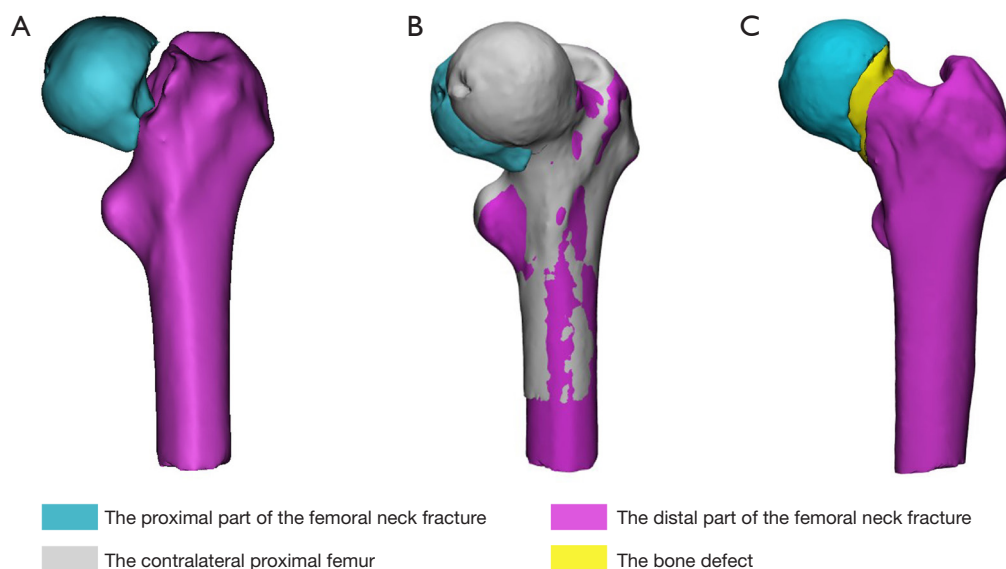 A
B
C
The proximal part of the femoral neck fracture
The distal part of the femoral neck fracture
The contralateral proximal femur
The bone defect